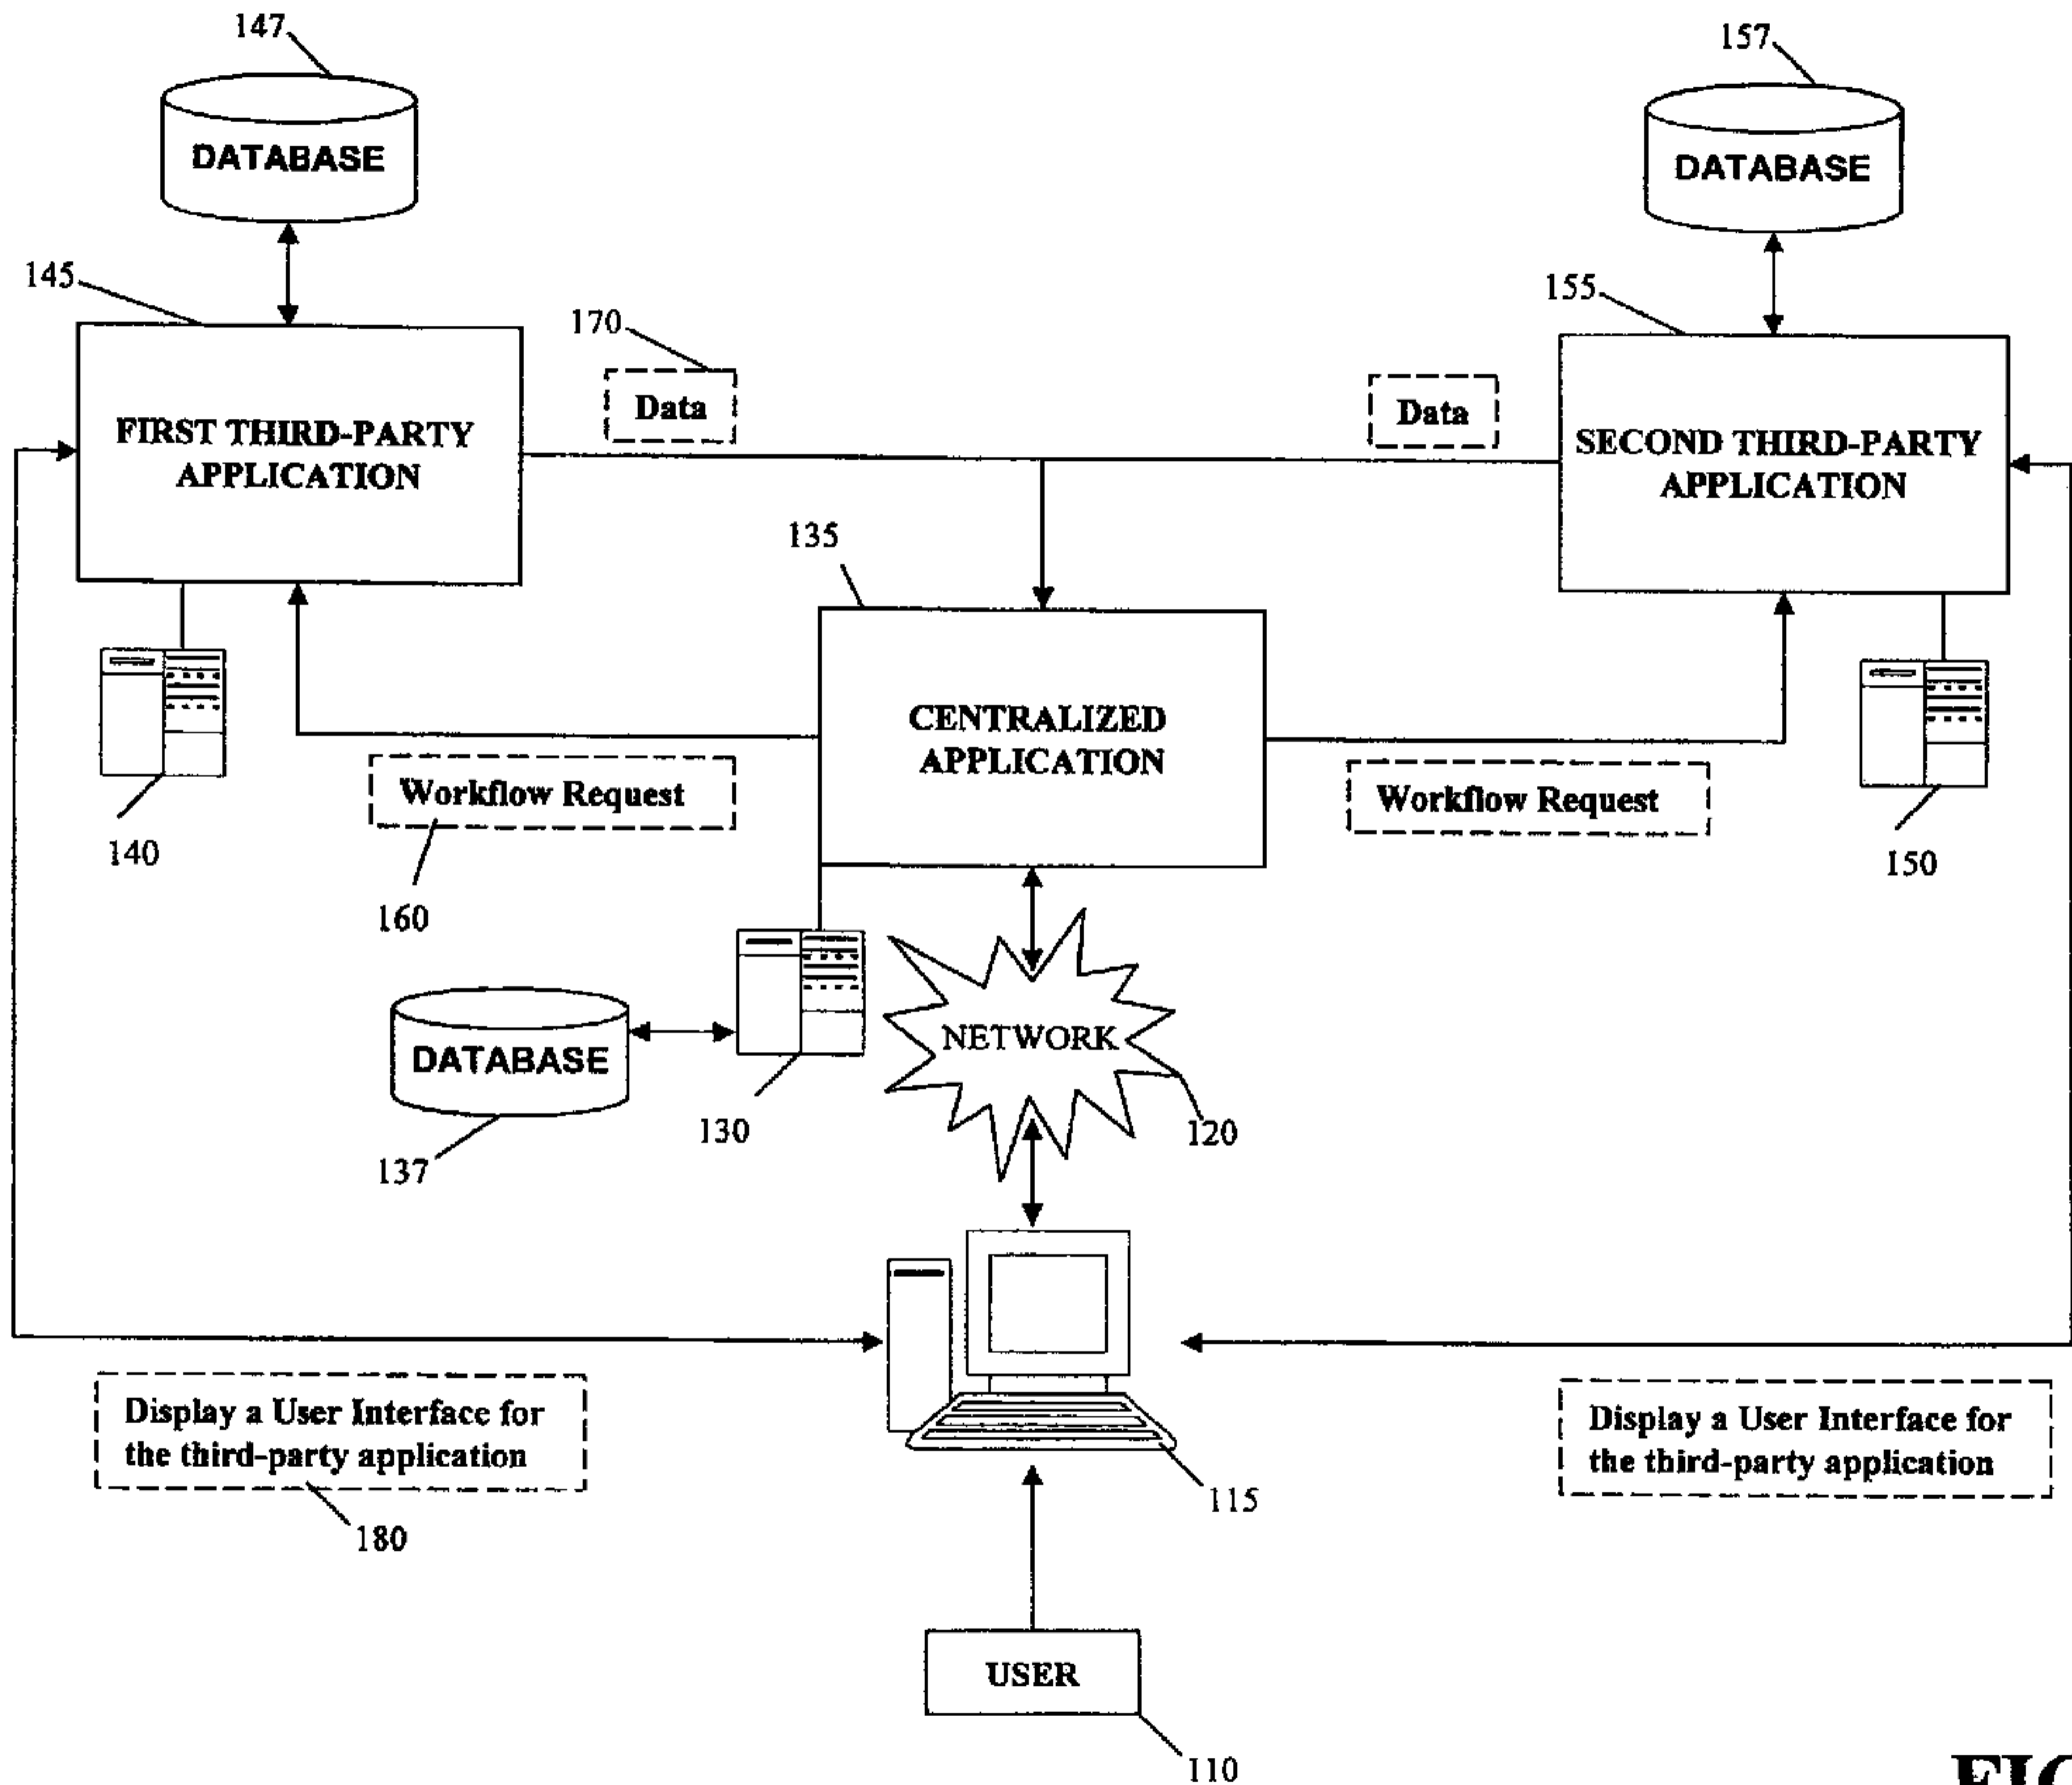 147
157
DATABASE
DATABASE
145
155
170
Data
Data
FIRST THIRD-PARTY
APPLICATION
SECOND THIRD-PARTY
APPLICATION
135
CENTRALIZED
APPLICATION
Workflow Request
Workflow Request
140
150
160
NETWORK
DATABASE
130
120
137
Display a User Interface for
the third-party application
Display a User Interface for
the third-party application
115
180
USER
110